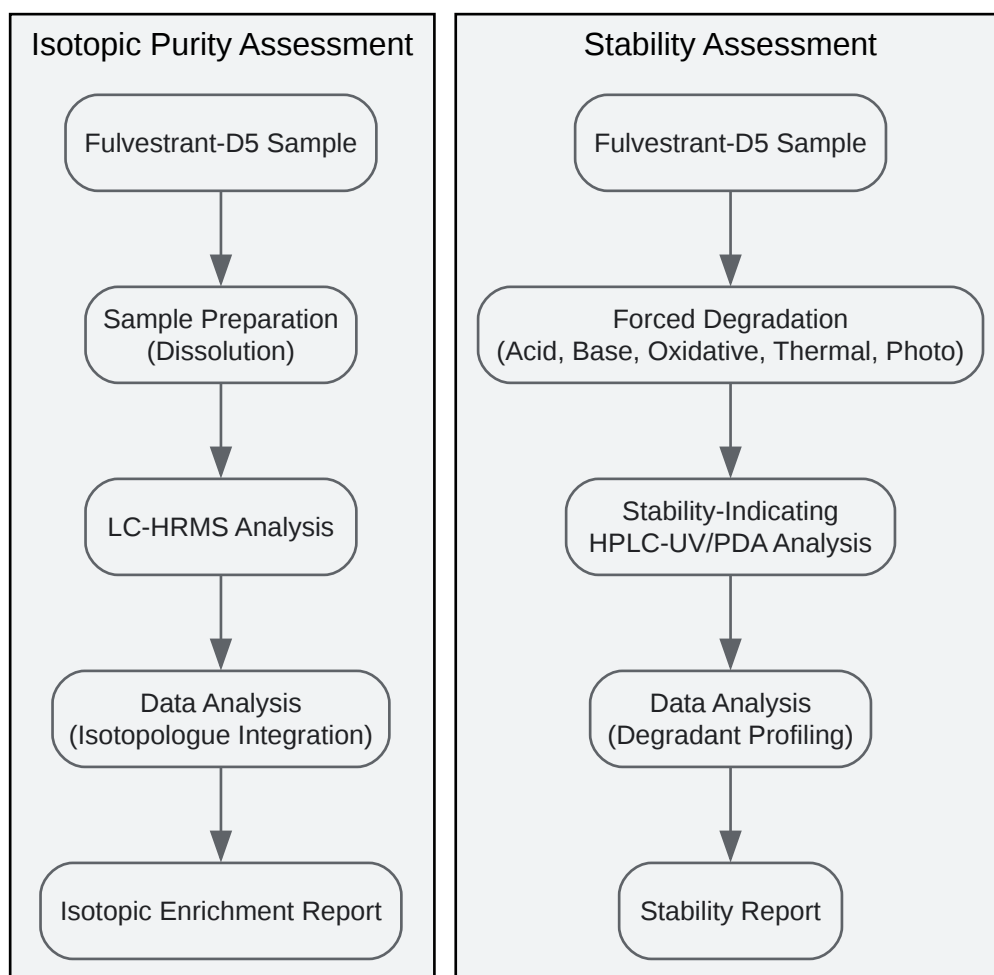 Isotopic Purity Assessment
Fulvestrant-D5 Sample
Sample Preparation
(Dissolution)
LC-HRMS Analysis
Data Analysis
(Isotopologue Integration)
Isotopic Enrichment Report
Stability Assessment
Fulvestrant-D5 Sample
Forced Degradation
(Acid, Base, Oxidative, Thermal, Photo)
Stability-Indicating
HPLC-UV/PDA Analysis
Data Analysis
(Degradant Profiling)
Stability Report